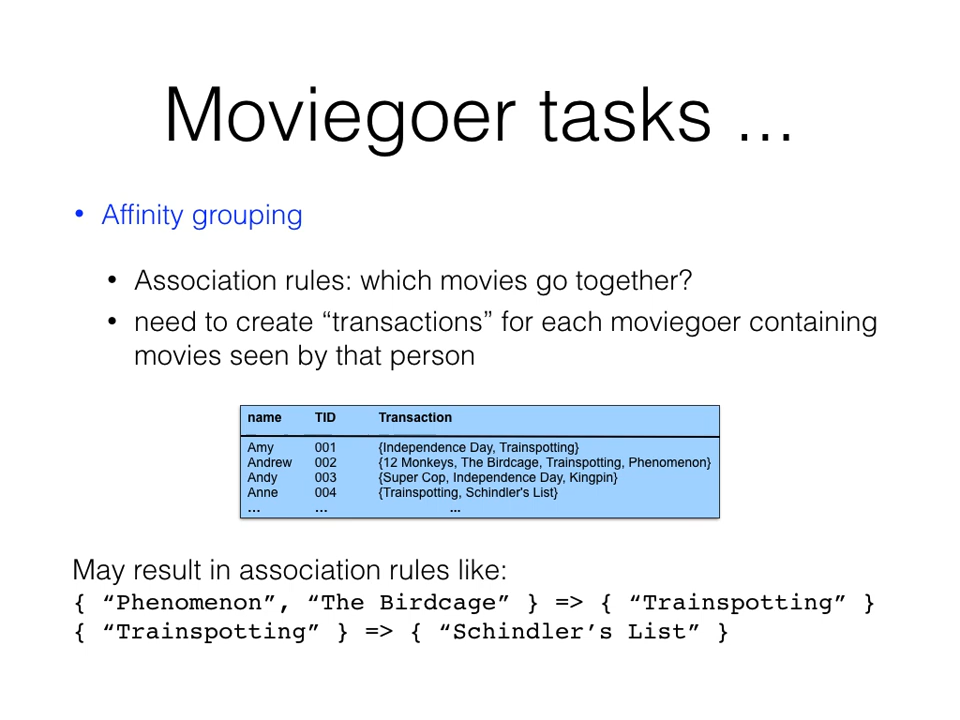 Moviegoer tasks ...
• Affinity grouping
• Association rules: which movies go together?
• need to create “transactions” for each moviegoer containing
movies seen by that person
name TID Transaction
Amy 001 {Independence Day, Trainspotting}
Andrew 002 {12 Monkeys, The Birdcage, Trainspotting, Phenomenon}
Andy 003 {Super Cop, Independence Day, Kingpin}
Anne 004 {Trainspotting, Schindler's List}
... ... ...
May result in association rules like:
{ “Phenomenon”, “The Birdcage” } => { “Trainspotting” }
{ “Trainspotting” } => { “Schindler’s List” }